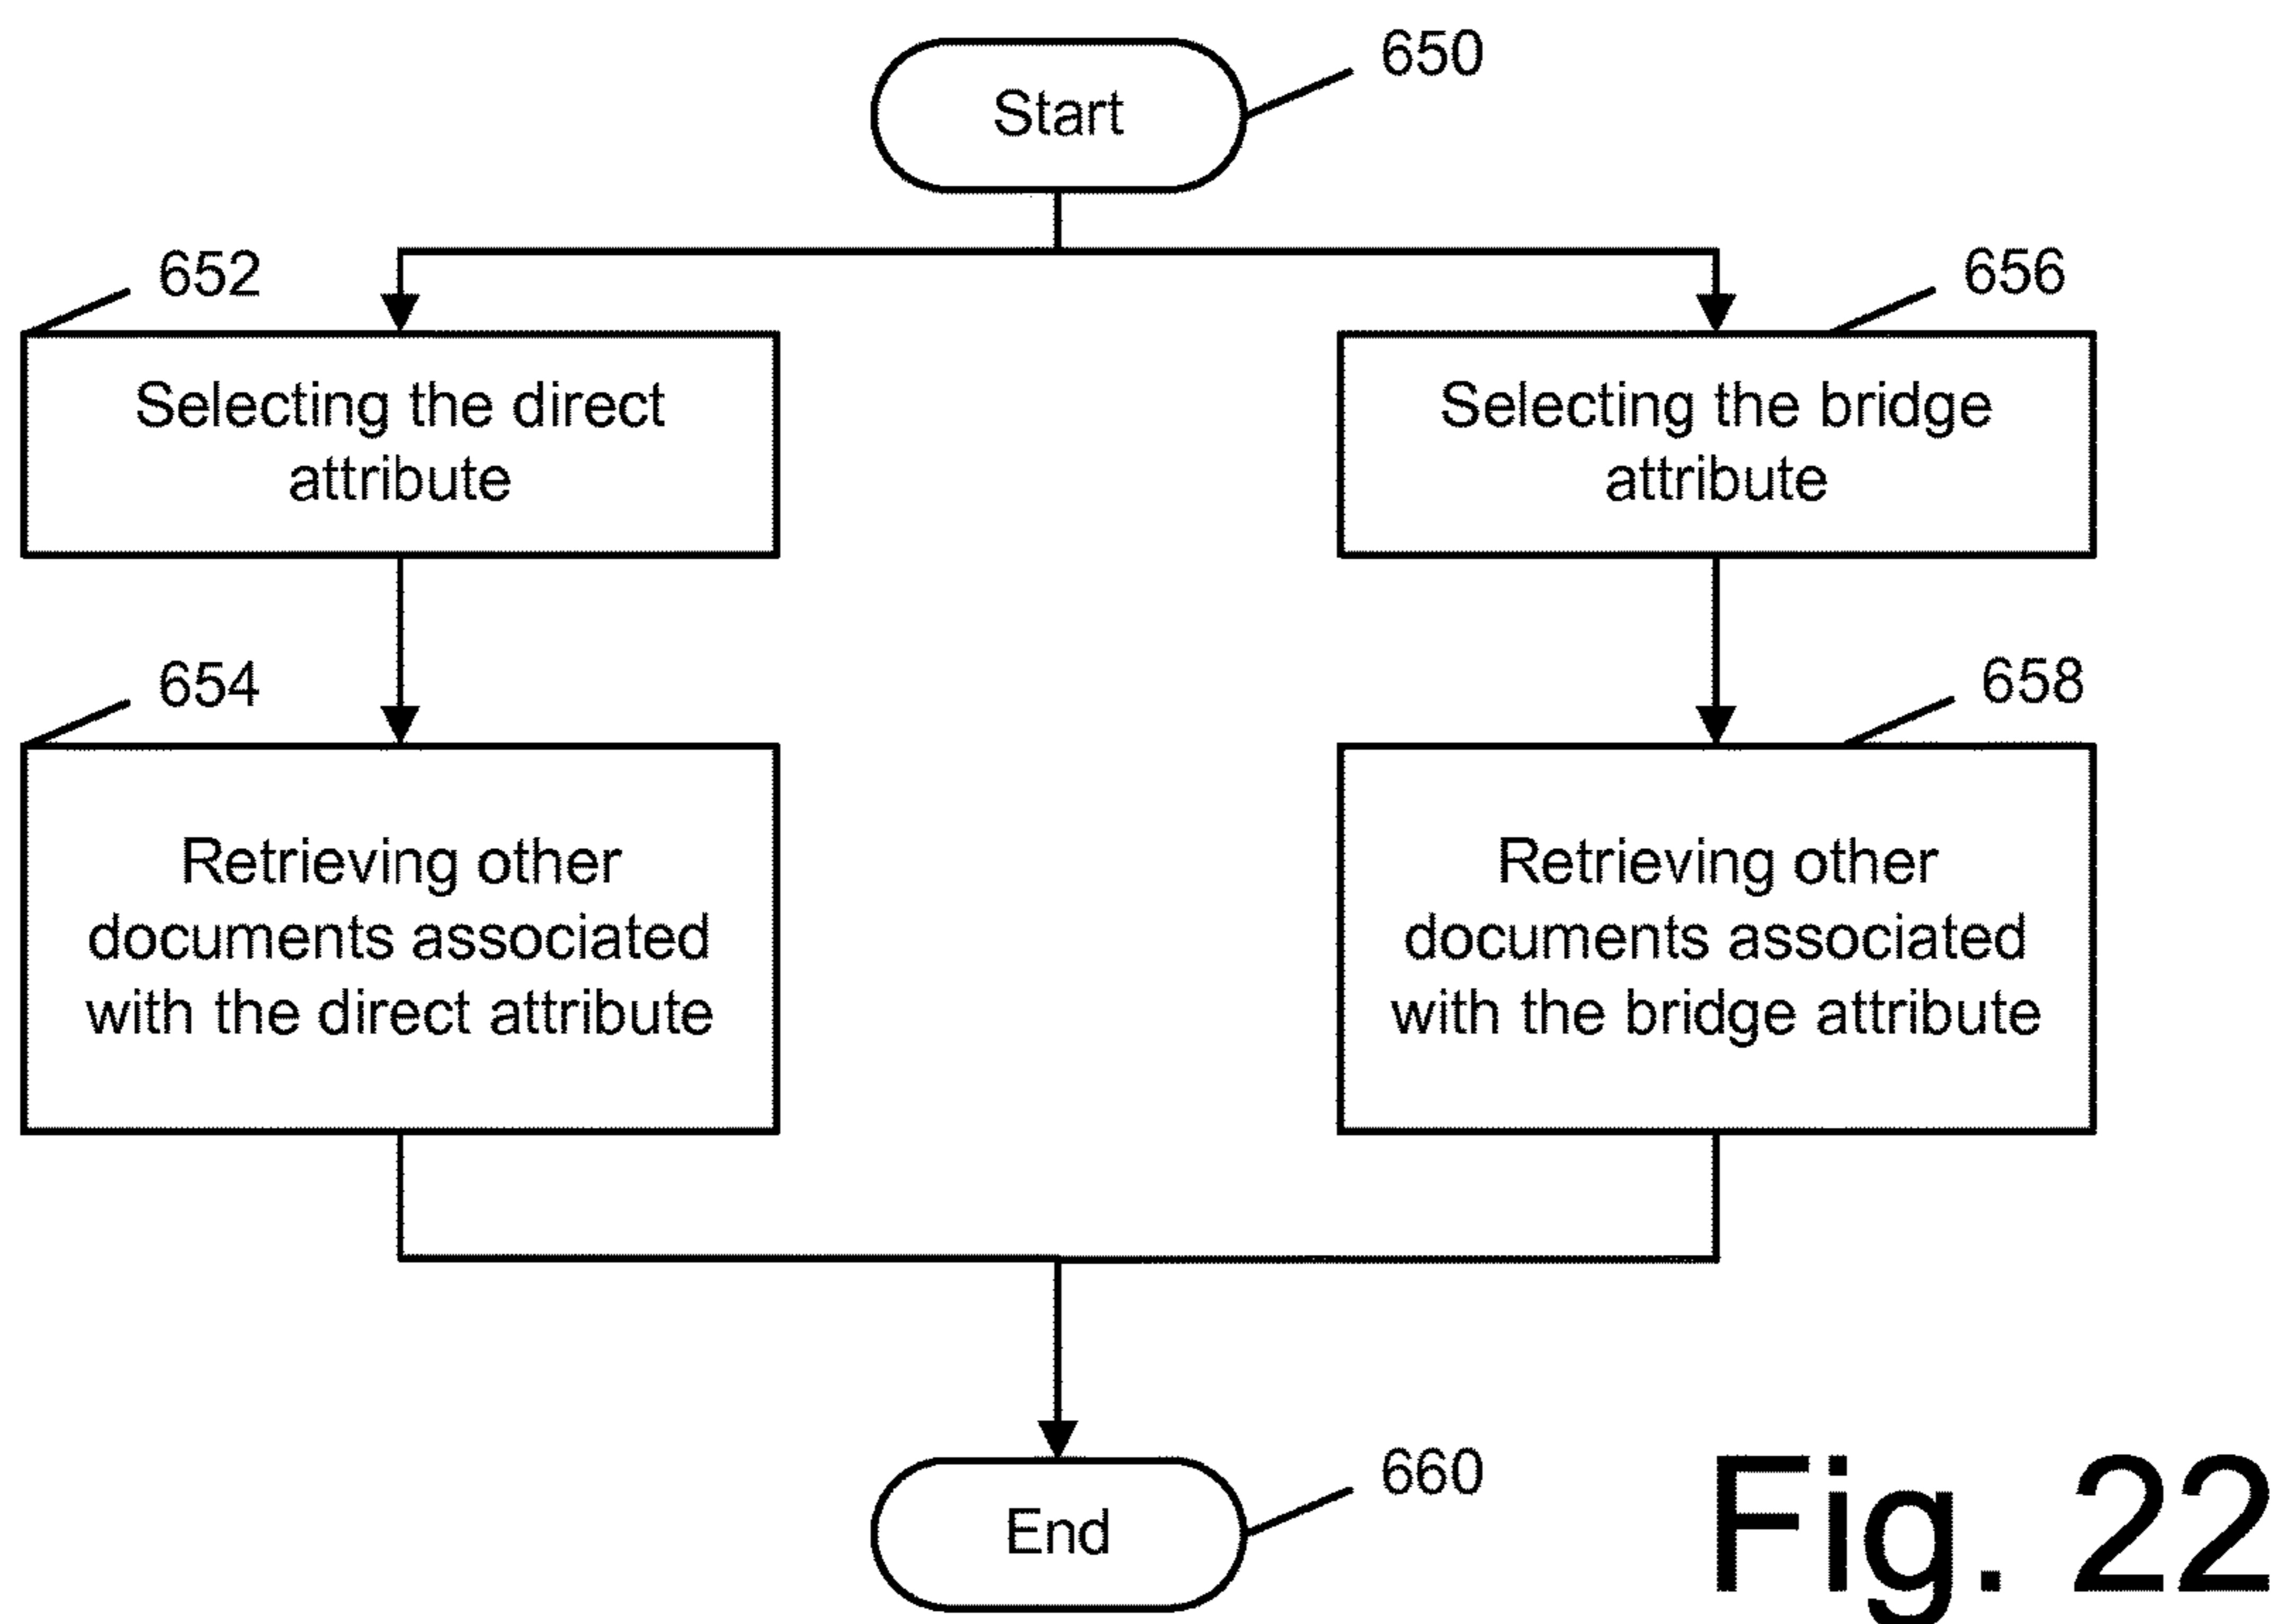 650
Start
652
656
Selecting the direct
attribute
Selecting the bridge
attribute
654
658
Retrieving other
documents associated
with the direct attribute
Retrieving other
documents associated
with the bridge attribute
660
End
Fig. 22